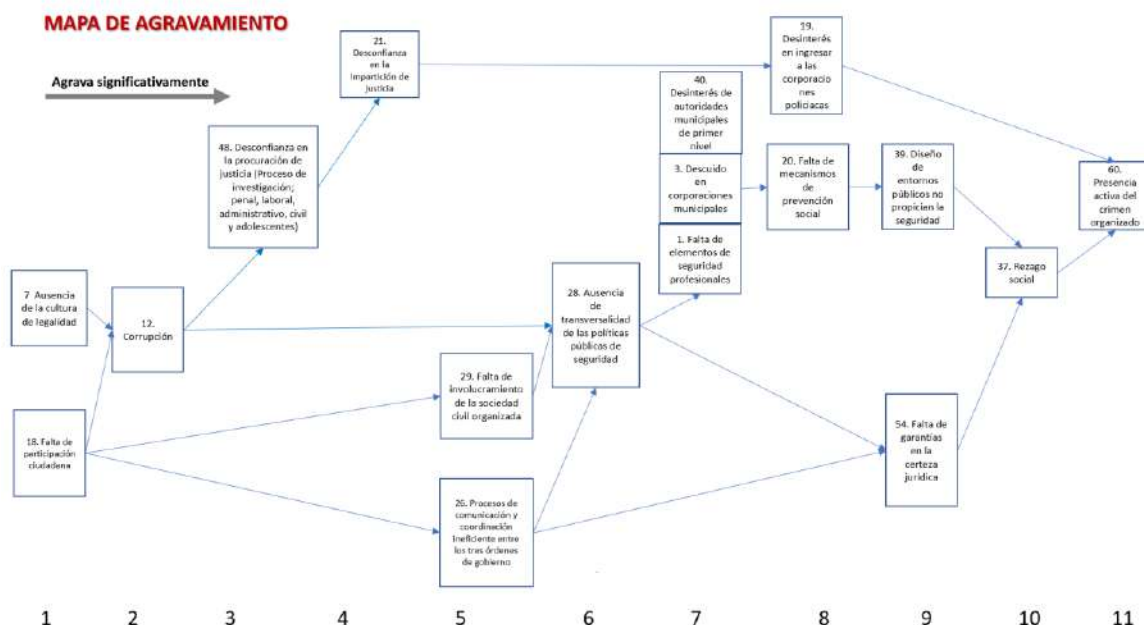 MAPA DE AGRAVAMIENTO
Agrava significativamente
21.
Desconfianza
en la
Impartición de
justicia
19.
Desinterés
en ingresar
a las
corporacio
nes
policiacas
40.
Desinterés de
autoridades
municipales
de primer
nivel
48. Desconfianza en
la procuración de
justicia (Proceso de
investigación;
penal, laboral,
administrativo, civil
y adolescentes)
3. Descuido en
corporaciones
municipales
20. Falta de
mecanismos
de
prevención
social
39. Diseño
de
entornos
públicos no
propician la
seguridad
60.
Presencia
activa del
crimen
organizado
1. Falta de
elementos de
seguridad
profesionales
7 Ausencia
de la cultura
de legalidad
12.
Corrupción
28. Ausencia
de
transversalidad
de las políticas
públicas de
seguridad
37. Rezago
social
29. Falta de
involucramiento
de la sociedad
civil organizada
18. Falta de
participación
ciudadana
54. Falta de
garantías
en la
certeza
jurídica
26. Procesos de
comunicación y
coordinación
ineficiente entre
los tres órdenes
de gobierno
1 2 3 4 5 6 7 8 9 10 11